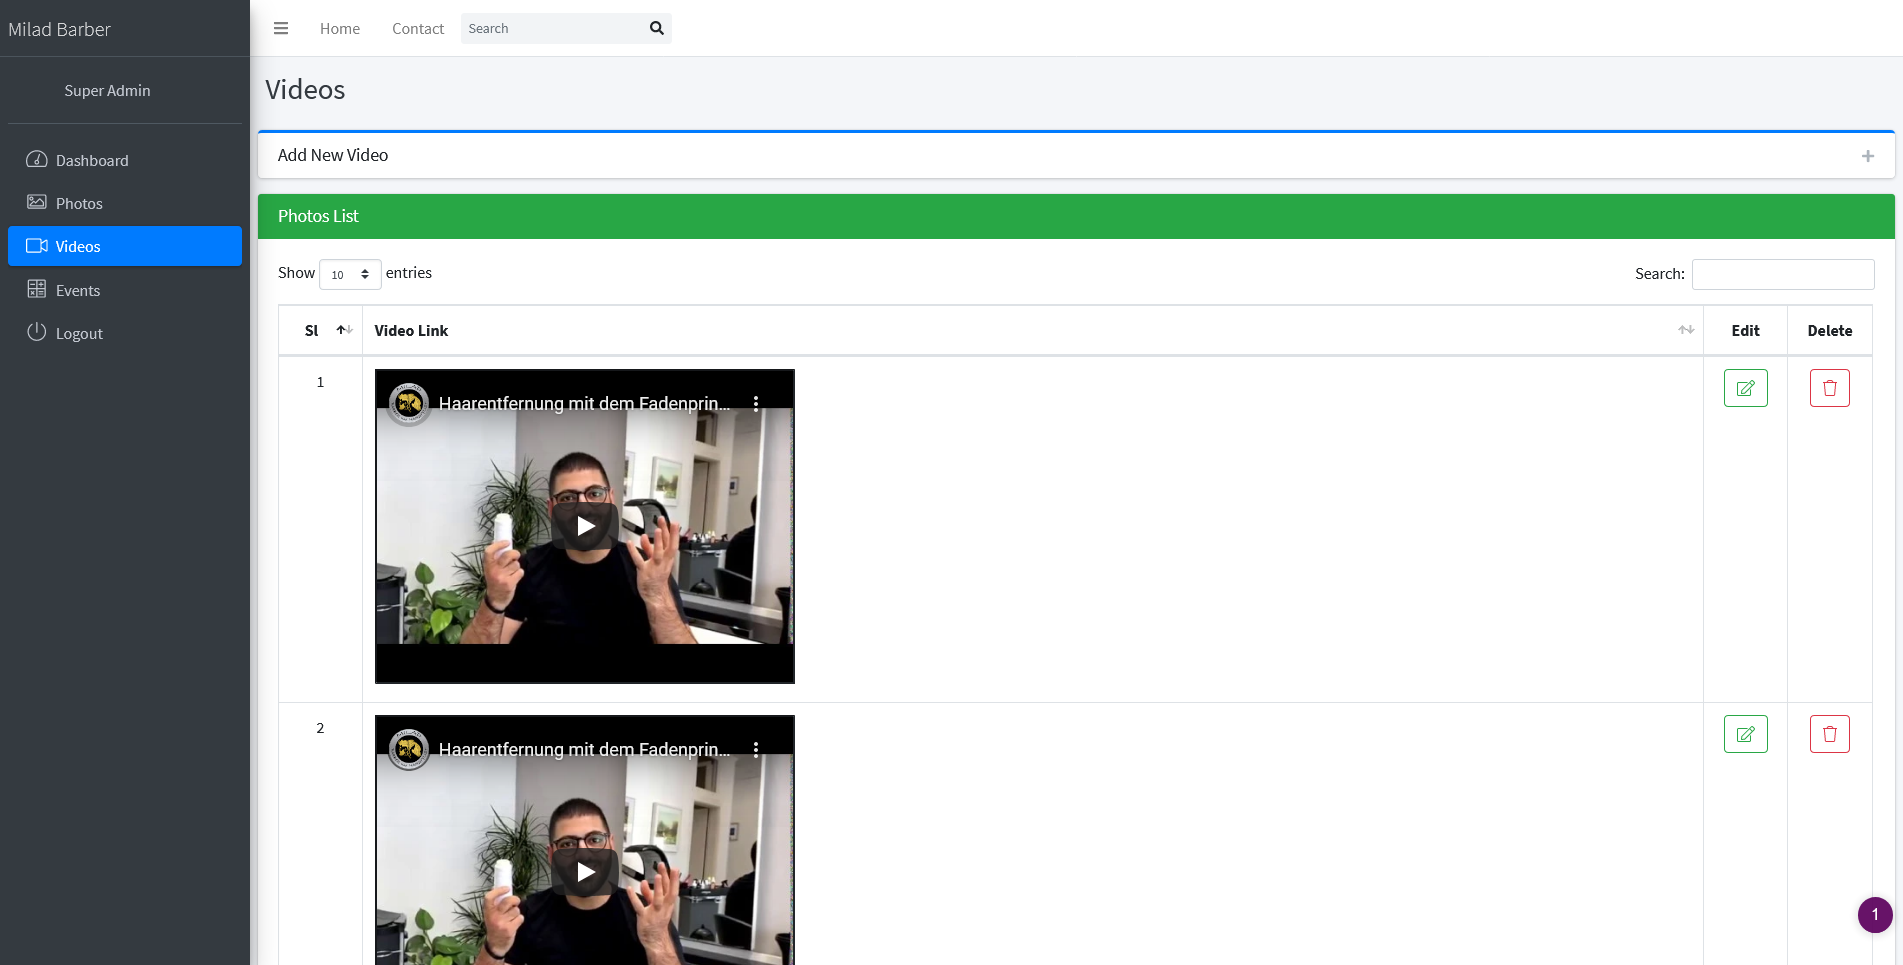 Milad Barber
Home
Contact
Search
Super Admin
Dashboard
Photos
Videos
Events
Logout
Videos
Add New Video
Photos List
Show 10 entries
Search:
Sl
Video Link
Edit
Delete
1
Haarentfernung mit dem Fadenprin...
2
Haarentfernung mit dem Fadenprin...
1